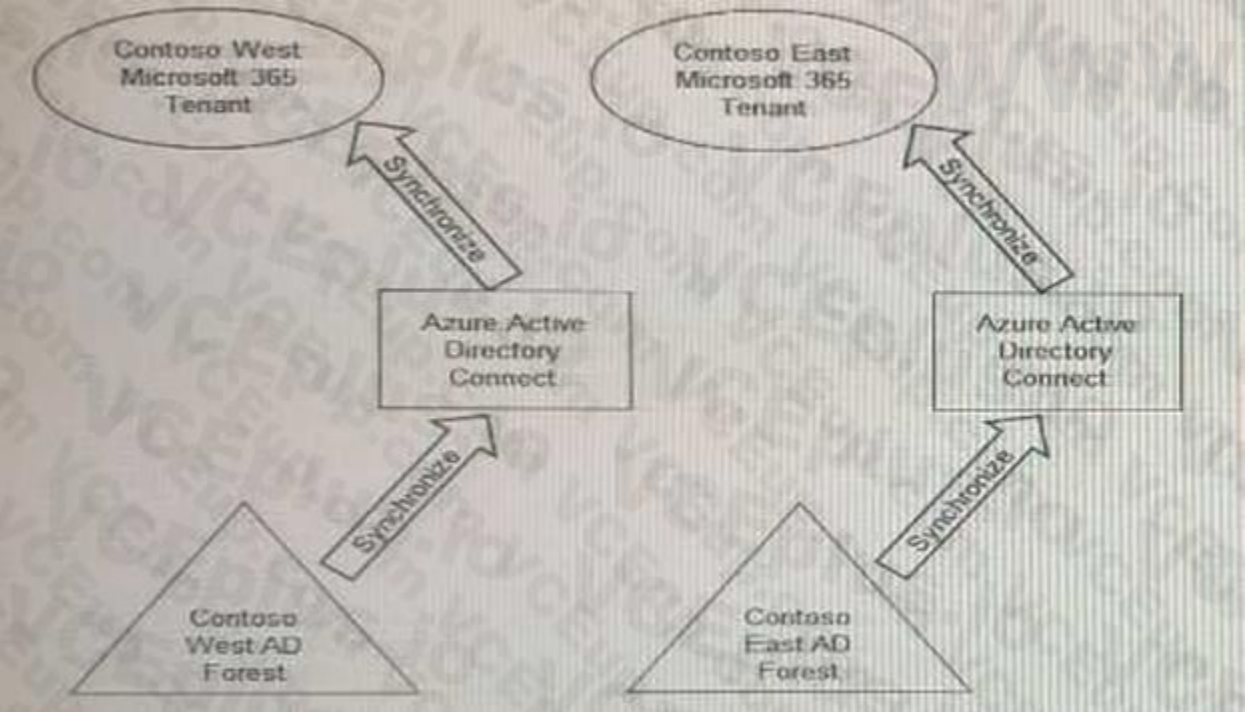 Contoso West
Microsoft 365
Tenant
Contoso East
Microsoft 365
Tenant
Synchronize
Synchronize
Azure Active
Directory
Connect
Azure Active
Directory
Connect
Synchronize
Synchronize
Contoso
West AD
Forest
Contoso
East AD
Forest